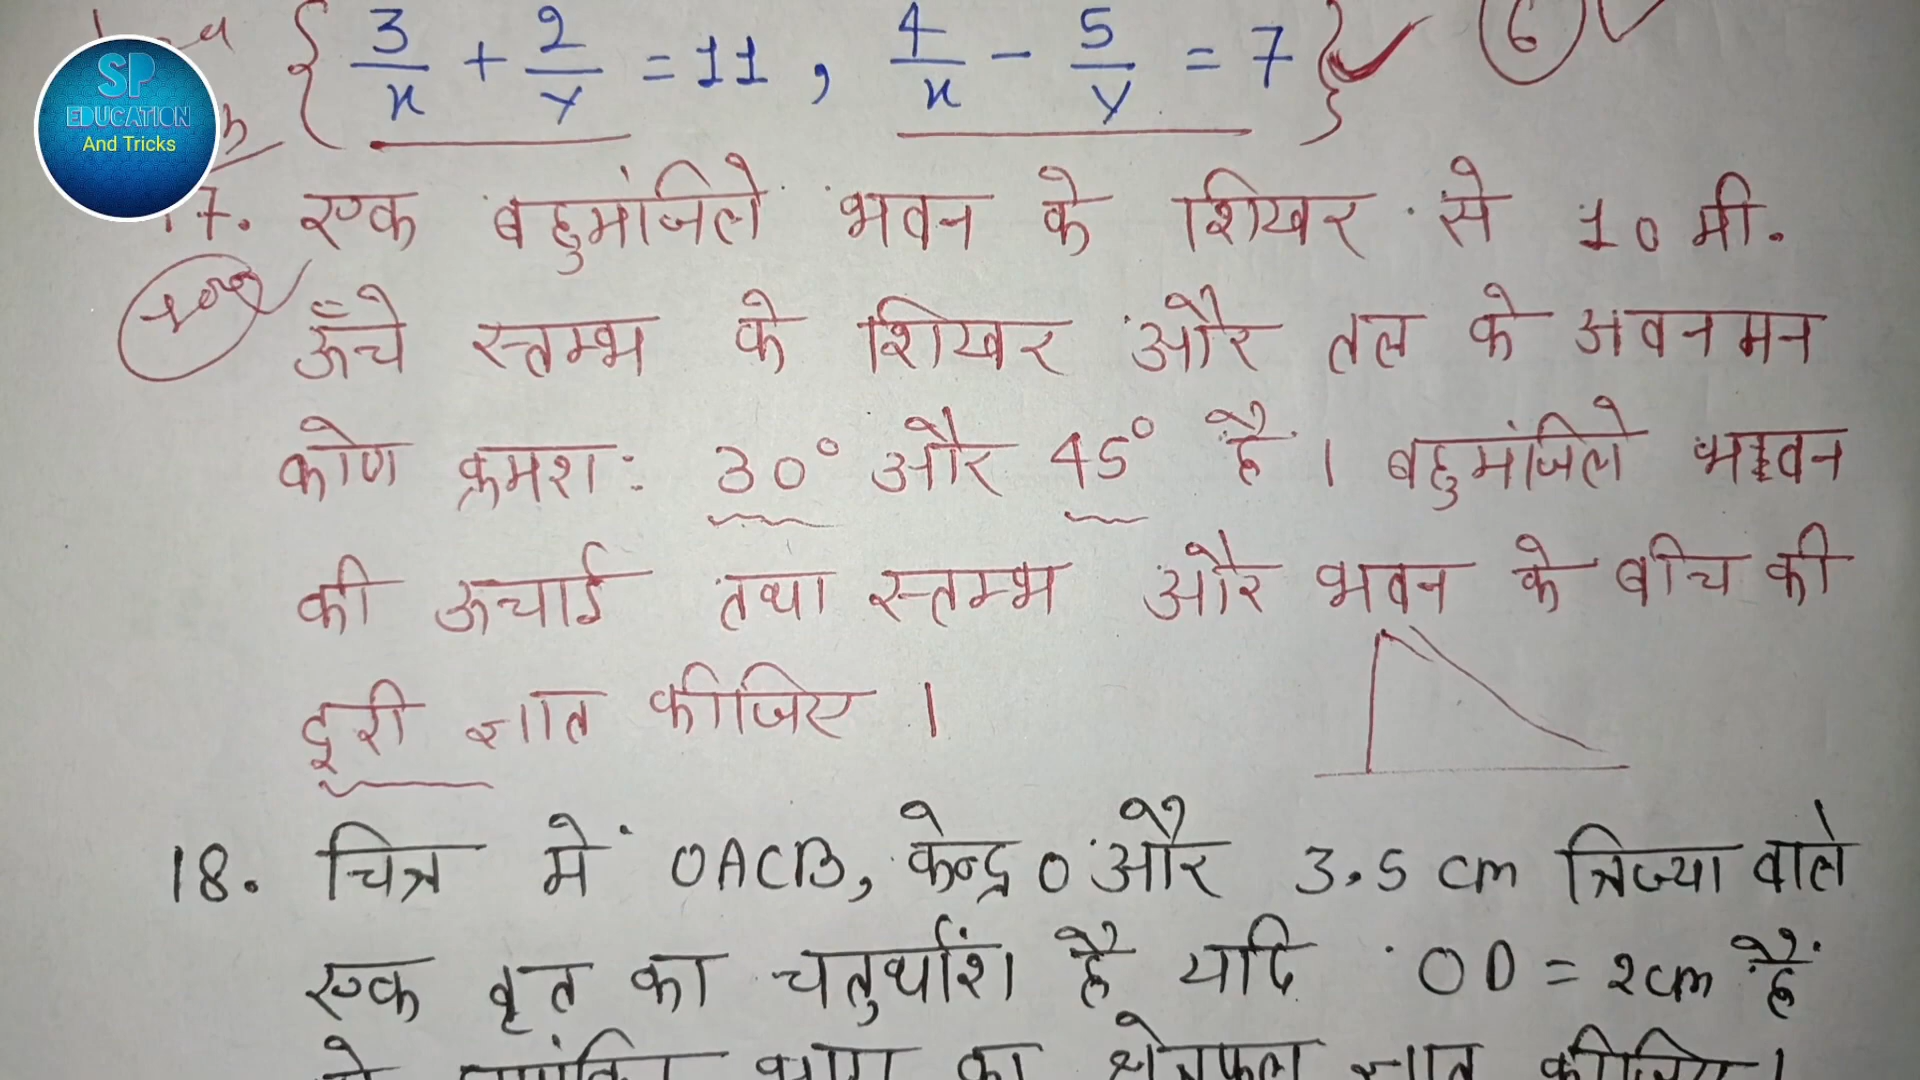 { 3/x + 2/y = 11 , 4/x - 5/y = 7 } 6
SP
EDUCATION
And Tricks
17. एक बहुमंजिले भवन के शिखर से 10 मी.
ऊँचे स्तम्भ के शिखर और तल के अवनमन
कोण क्रमश: 30° और 45° है । बहुमंजिले भवन
की ऊचाई तथा स्तम्भ और भवन के बीच की
दूरी ज्ञात कीजिए ।
18. चित्र में OACB, केन्द्र O और 3.5 cm त्रिज्या वाले
एक वृत का चतुर्थांश है यदि OD = 2cm हैं
भाग का क्षेत्रफल ज्ञात कीजिए ।